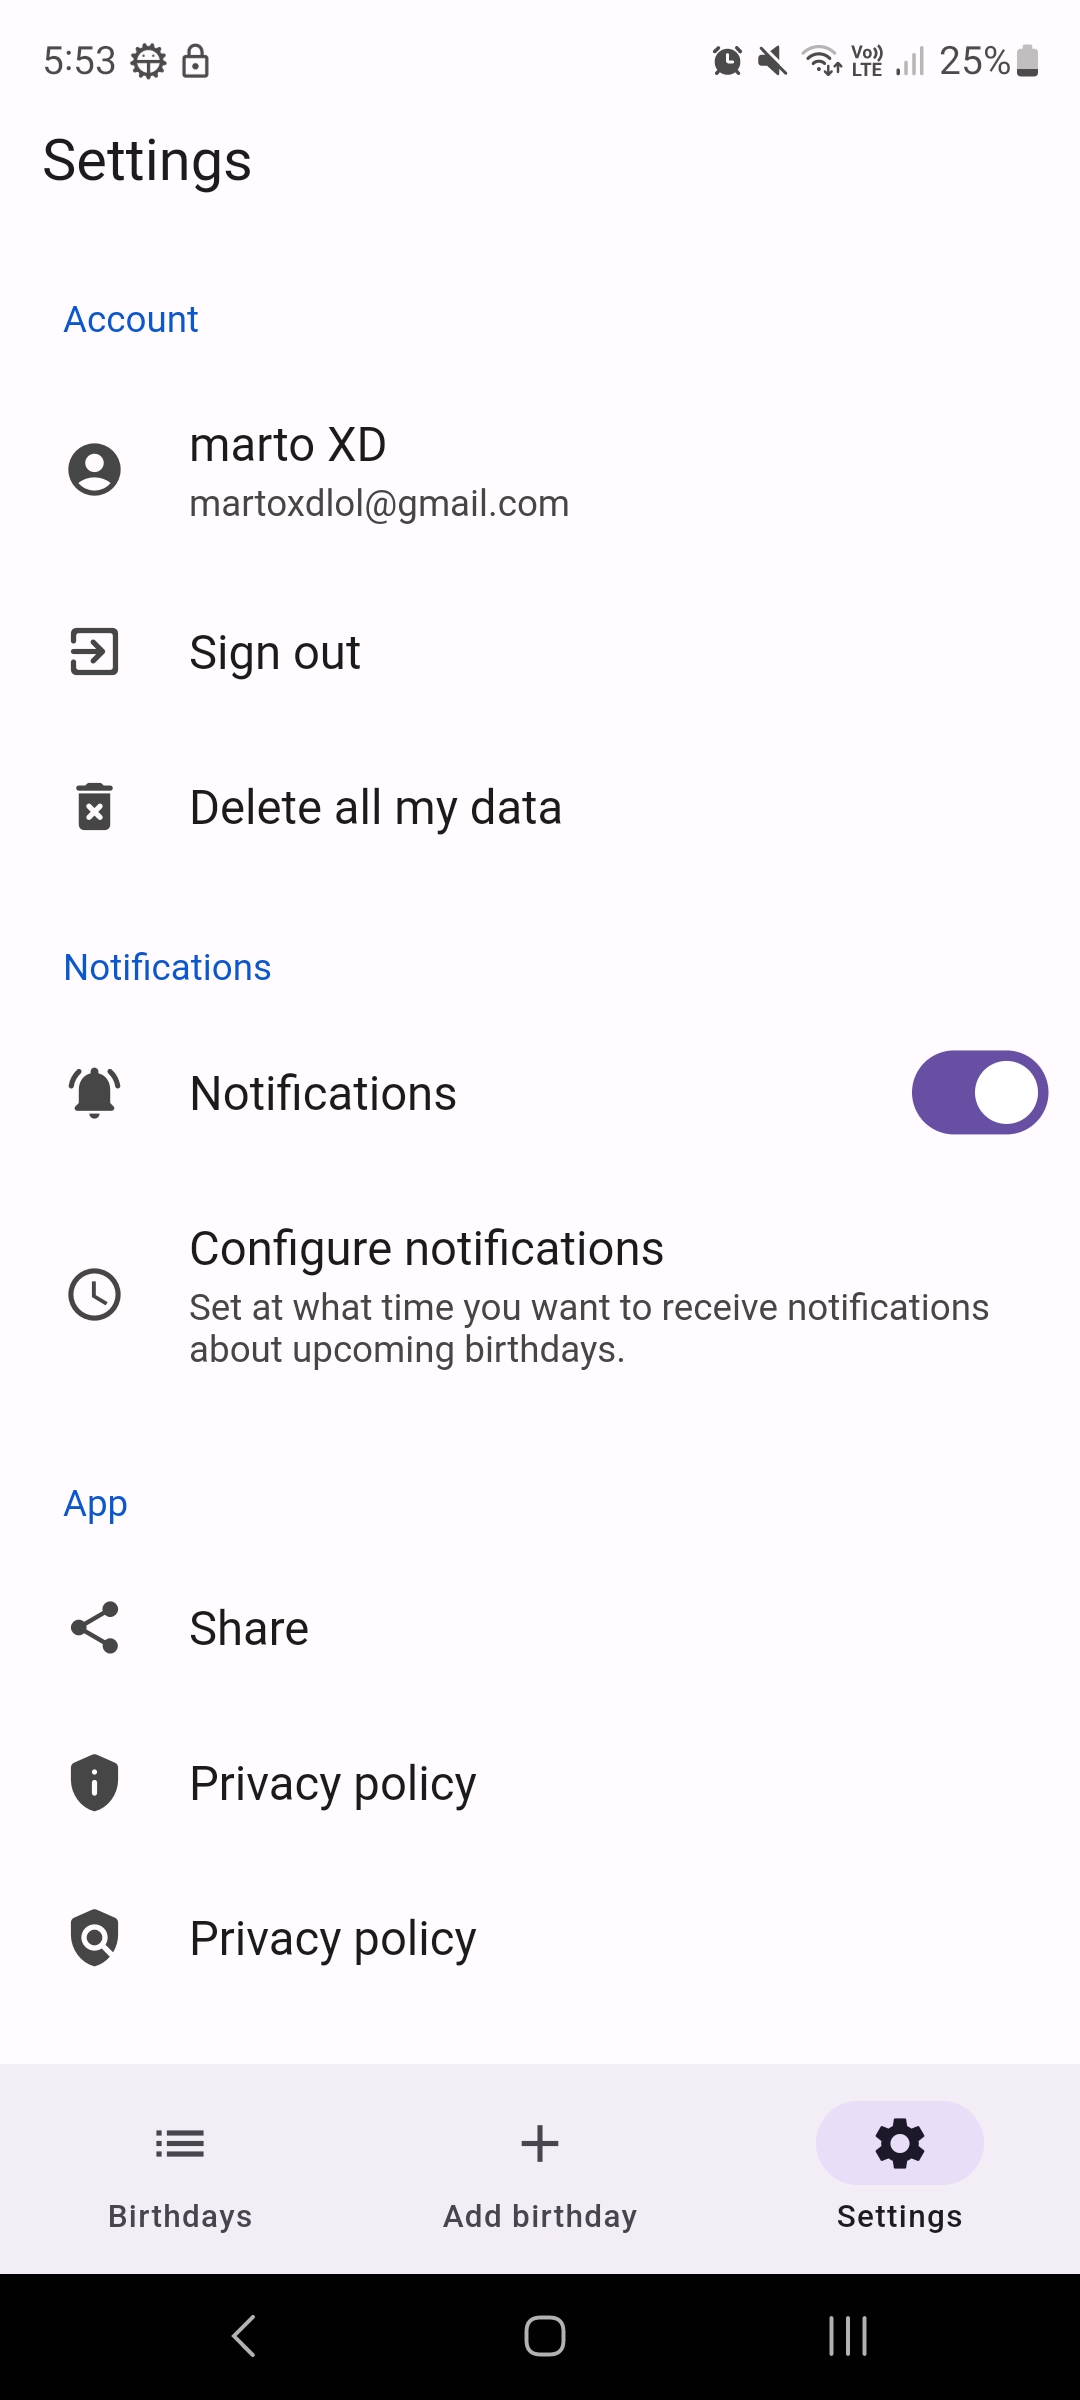 5:53
Vo)) LTE
25%
Settings
Account
marto XD
martoxdlol@gmail.com
Sign out
Delete all my data
Notifications
Notifications
Configure notifications
Set at what time you want to receive notifications
about upcoming birthdays.
App
Share
Privacy policy
Privacy policy
Birthdays
Add birthday
Settings